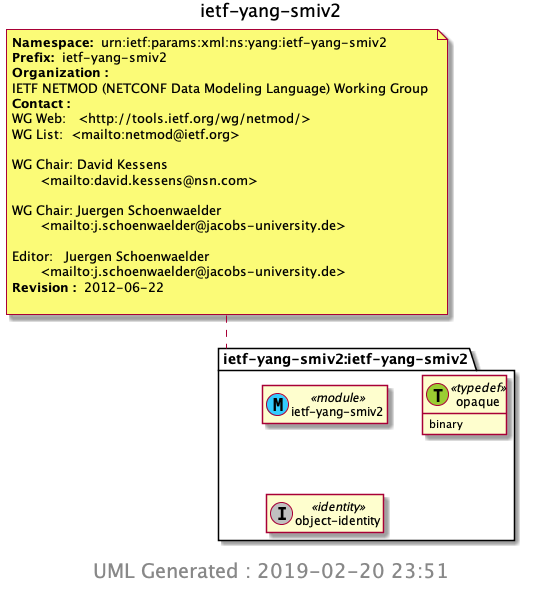 ietf-yang-smiv2
Namespace: urn:ietf:params:xml:ns:yang:ietf-yang-smiv2
Prefix: ietf-yang-smiv2
Organization :
IETF NETMOD (NETCONF Data Modeling Language) Working Group
Contact :
WG Web: <http://tools.ietf.org/wg/netmod/>
WG List: <mailto:netmod@ietf.org>
WG Chair: David Kessens
<mailto:david.kessens@nsn.com>
WG Chair: Juergen Schoenwaelder
<mailto:j.schoenwaelder@jacobs-university.de>
Editor: Juergen Schoenwaelder
<mailto:j.schoenwaelder@jacobs-university.de>
Revision : 2012-06-22
ietf-yang-smiv2:ietf-yang-smiv2
M
«module»
ietf-yang-smiv2
T
«typedef»
opaque
binary
I
«identity»
object-identity
UML Generated : 2019-02-20 23:51